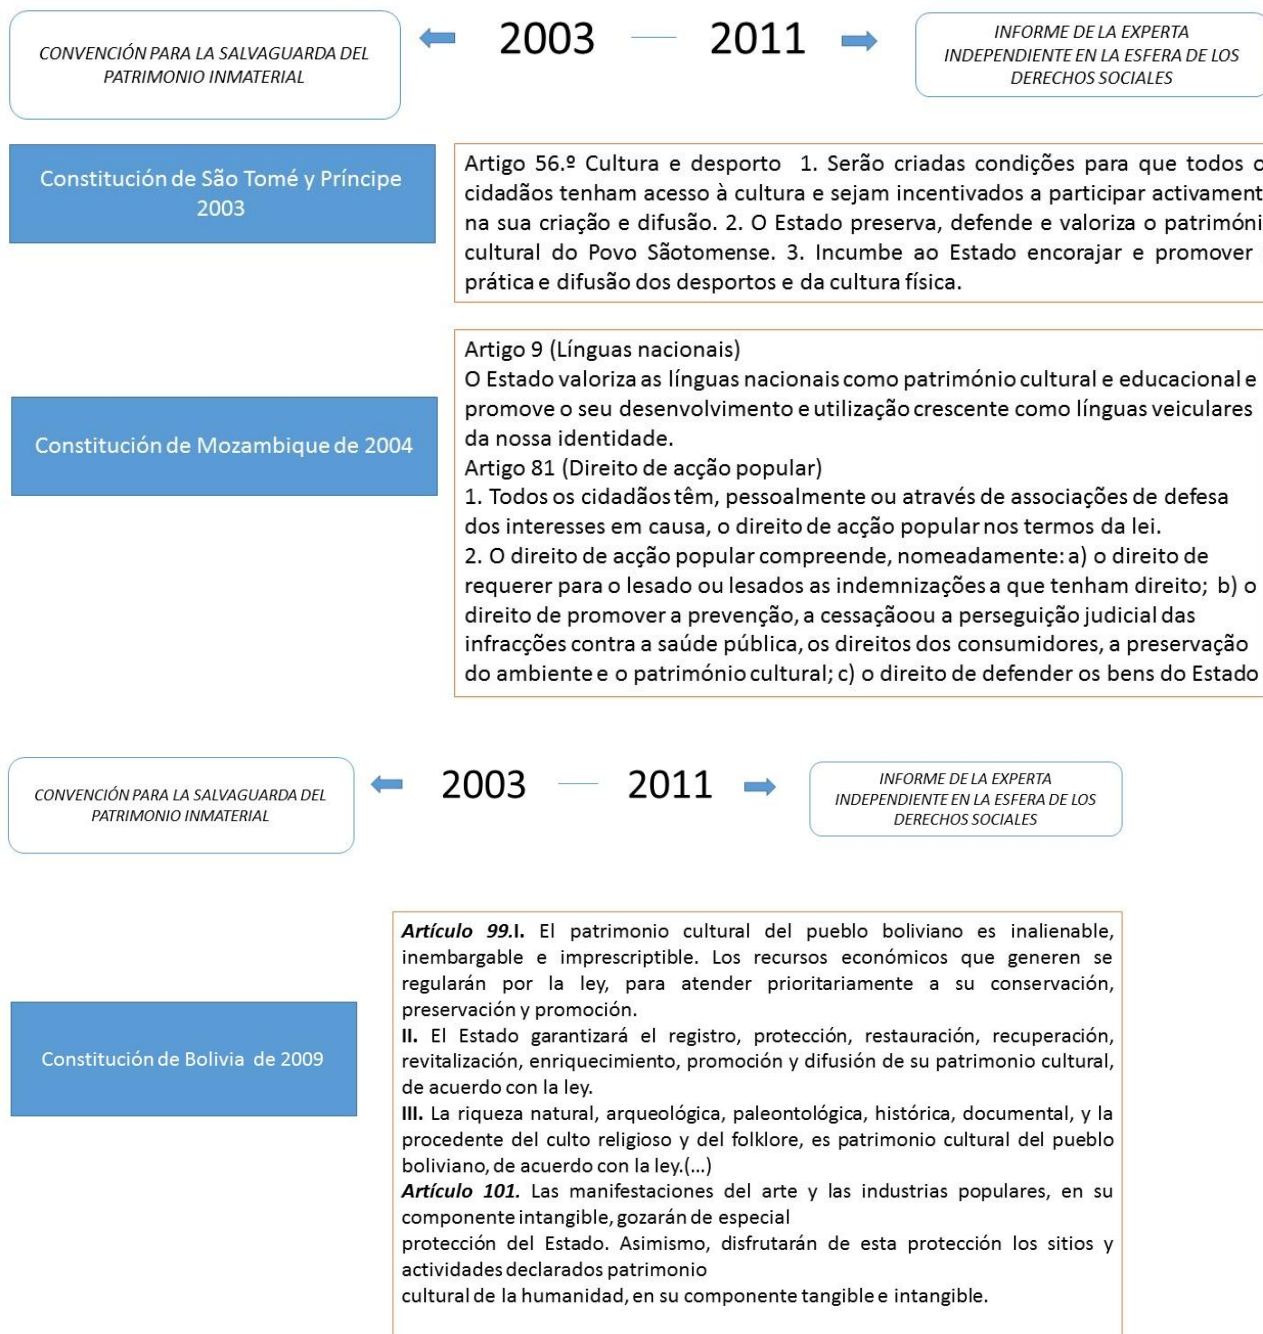 CONVENCIÓN PARA LA SALVAGUARDA DEL
PATRIMONIO INMATERIAL
2003
2011
INFORME DE LA EXPERTA
INDEPENDIENTE EN LA ESFERA DE LOS
DERECHOS SOCIALES
Constitución de São Tomé y Príncipe
2003
Artigo 56.º Cultura e desporto 1. Serão criadas condições para que todos o
cidadãos tenham acesso à cultura e sejam incentivados a participar activament
na sua criação e difusão. 2. O Estado preserva, defende e valoriza o patrimóni
cultural do Povo Sãotomense. 3. Incumbe ao Estado encorajar e promover
prática e difusão dos desportos e da cultura física.
Constitución de Mozambique de 2004
Artigo 9 (Línguas nacionais)
O Estado valoriza as línguas nacionais como património cultural e educacional e
promove o seu desenvolvimento e utilização crescente como línguas veiculares
da nossa identidade.
Artigo 81 (Direito de acção popular)
1. Todos os cidadãos têm, pessoalmente ou através de associações de defesa
dos interesses em causa, o direito de acção popular nos termos da lei.
2. O direito de acção popular compreende, nomeadamente: a) o direito de
requerer para o lesado ou lesados as indemnizações a que tenham direito; b) o
direito de promover a prevenção, a cessaçãoou a perseguição judicial das
infracções contra a saúde pública, os direitos dos consumidores, a preservação
do ambiente e o património cultural; c) o direito de defender os bens do Estado
CONVENCIÓN PARA LA SALVAGUARDA DEL
PATRIMONIO INMATERIAL
2003
2011
INFORME DE LA EXPERTA
INDEPENDIENTE EN LA ESFERA DE LOS
DERECHOS SOCIALES
Constitución de Bolivia de 2009
Artículo 99.I. El patrimonio cultural del pueblo boliviano es inalienable,
inembargable e imprescriptible. Los recursos económicos que generen se
regularán por la ley, para atender prioritariamente a su conservación,
preservación y promoción.
II. El Estado garantizará el registro, protección, restauración, recuperación,
revitalización, enriquecimiento, promoción y difusión de su patrimonio cultural,
de acuerdo con la ley.
III. La riqueza natural, arqueológica, paleontológica, histórica, documental, y la
procedente del culto religioso y del folklore, es patrimonio cultural del pueblo
boliviano, de acuerdo con la ley.(...)
Artículo 101. Las manifestaciones del arte y las industrias populares, en su
componente intangible, gozarán de especial
protección del Estado. Asimismo, disfrutarán de esta protección los sitios y
actividades declarados patrimonio
cultural de la humanidad, en su componente tangible e intangible.